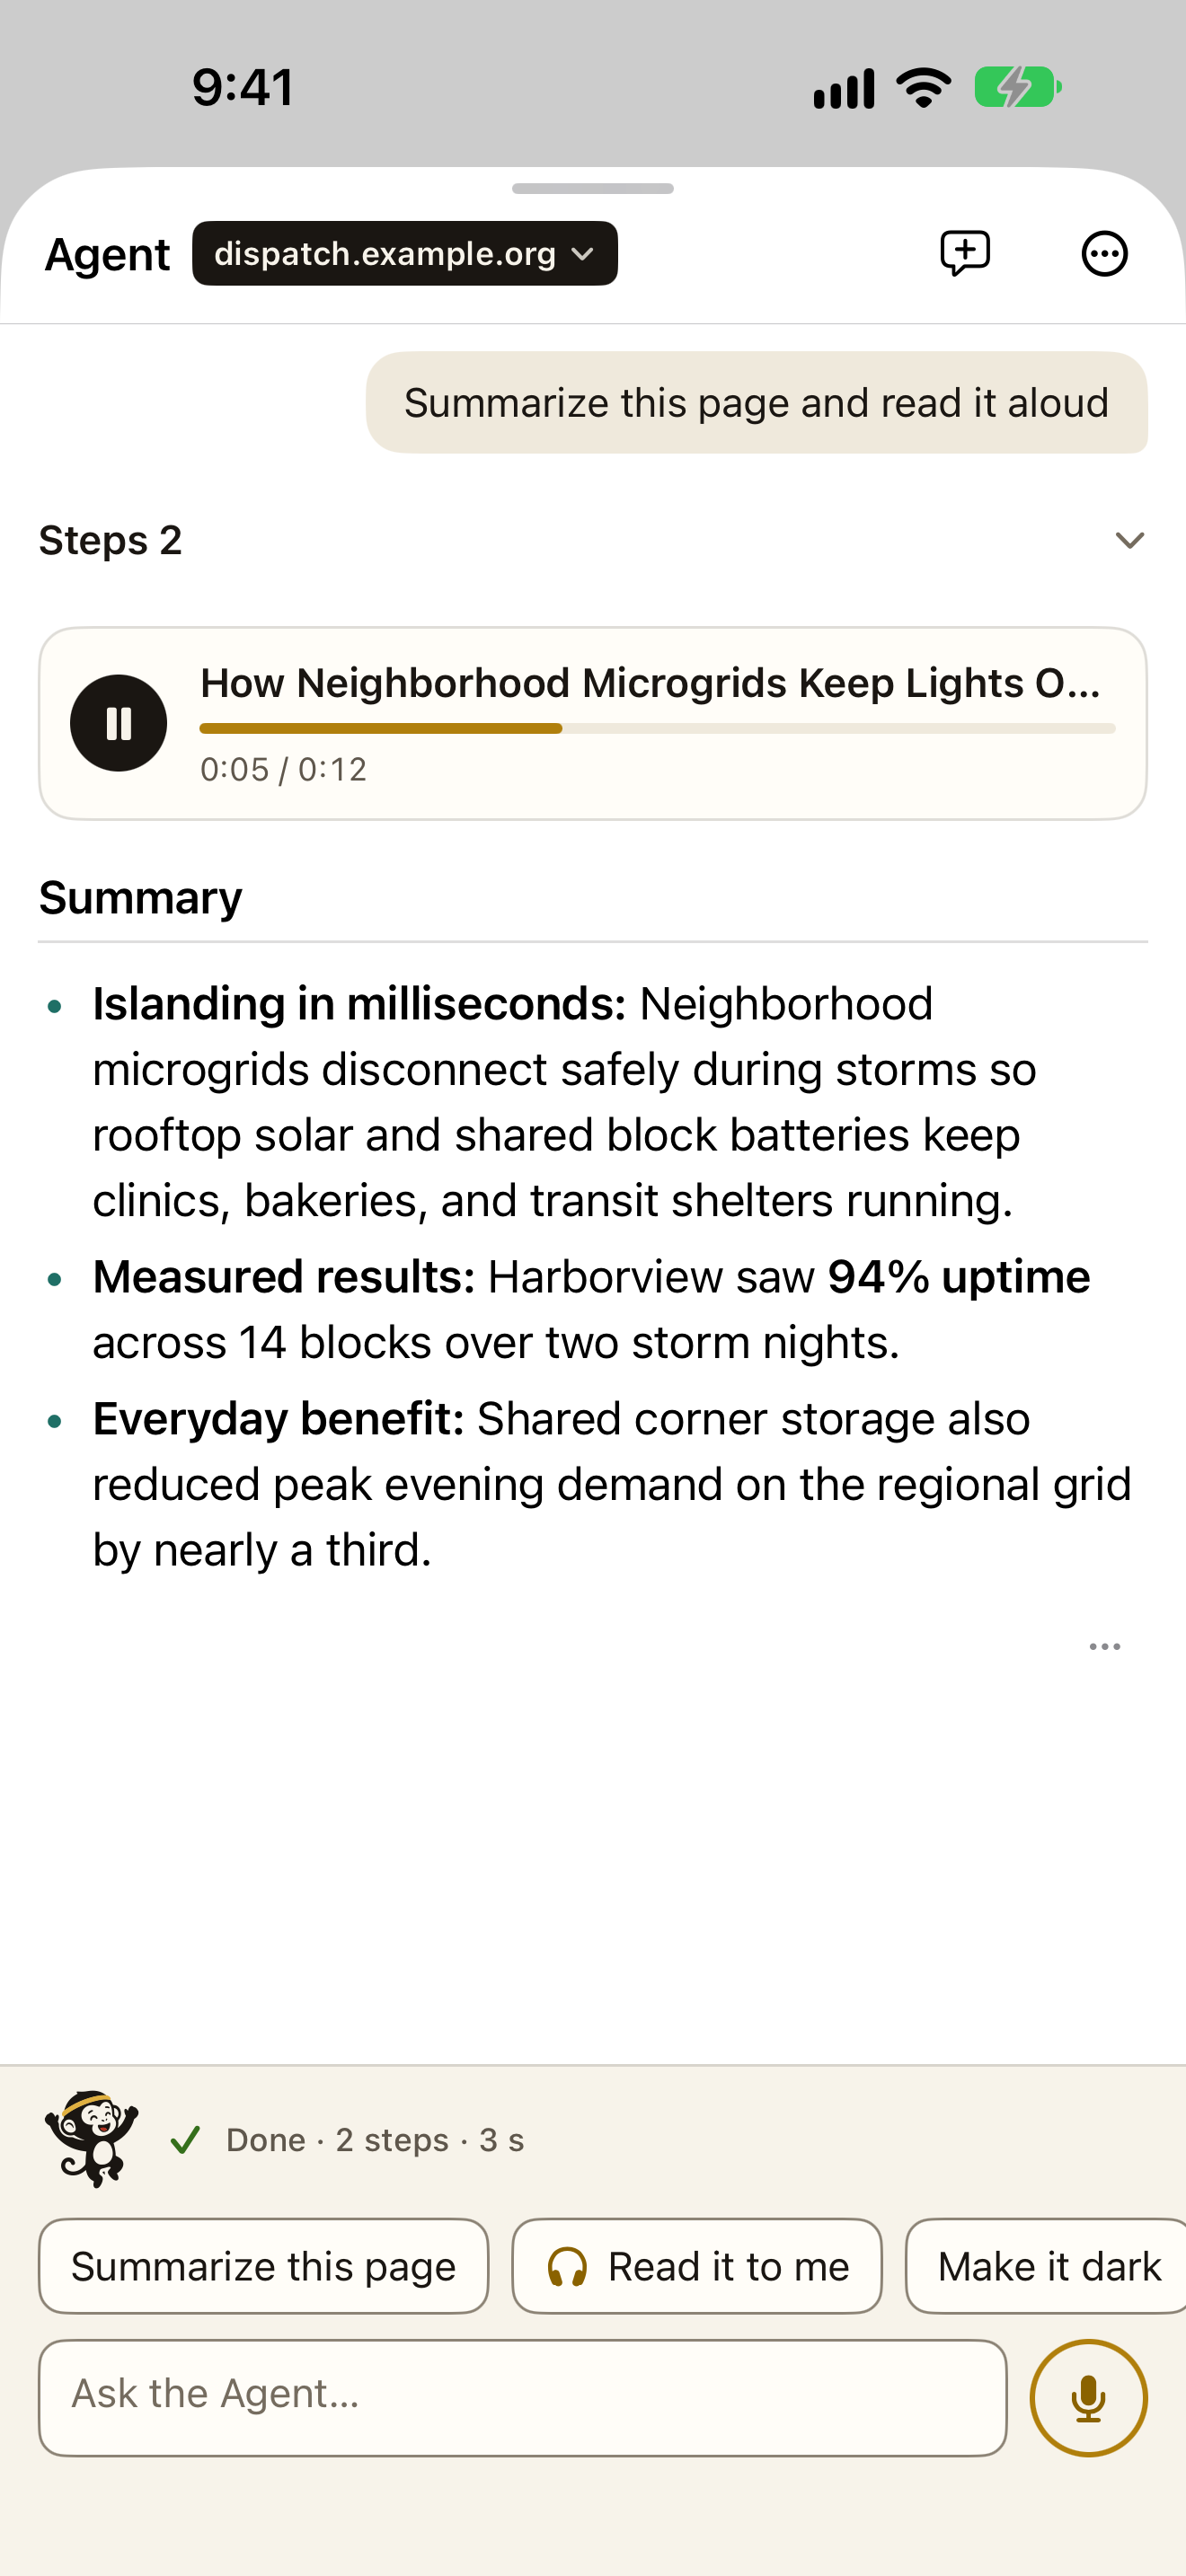 9:41
Agent dispatch.example.org
Summarize this page and read it aloud
Steps 2
How Neighborhood Microgrids Keep Lights O...
0:05 / 0:12
Summary
• Islanding in milliseconds: Neighborhood
microgrids disconnect safely during storms so
rooftop solar and shared block batteries keep
clinics, bakeries, and transit shelters running.
• Measured results: Harborview saw 94% uptime
across 14 blocks over two storm nights.
• Everyday benefit: Shared corner storage also
reduced peak evening demand on the regional grid
by nearly a third.
Done · 2 steps · 3 s
Summarize this page Read it to me Make it dark
Ask the Agent...